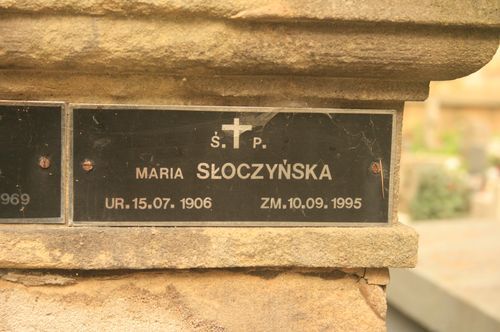 Ś. P.
MARIA SŁOCZYŃSKA
UR. 15.07. 1906 ZM. 10.09. 1995
969